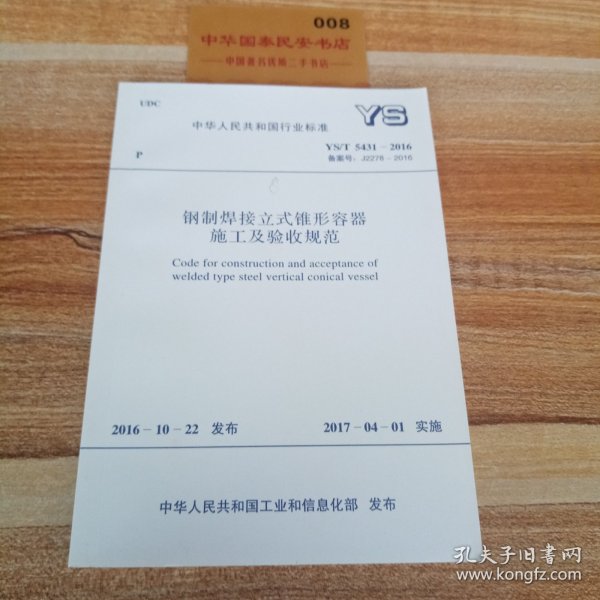 008
中华国泰民安书店
中国著名优质二手书店
UDC
YS
中华人民共和国行业标准
P
YS/T 5431－2016
备案号：J2278－2016
钢制焊接立式锥形容器
施工及验收规范
Code for construction and acceptance of
welded type steel vertical conical vessel
2016－10－22 发布
2017－04－01 实施
中华人民共和国工业和信息化部 发布
孔夫子旧书网
www.kongfz.com